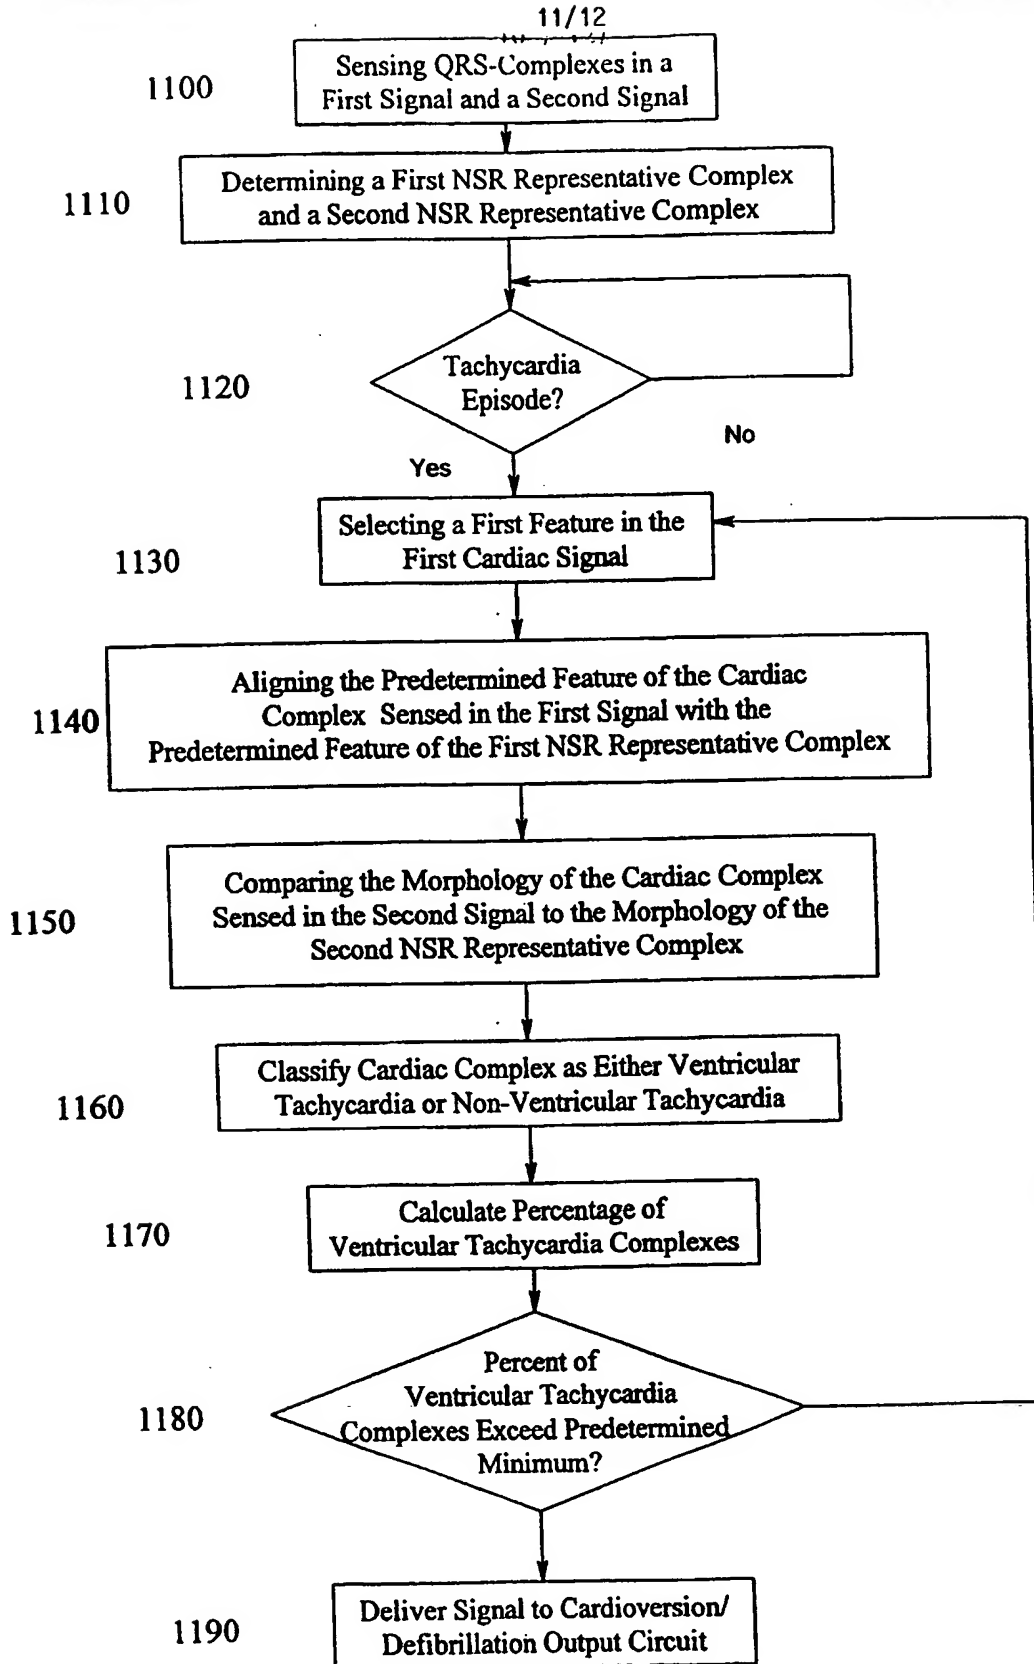 11/12
1100
Sensing QRS-Complexes in a
First Signal and a Second Signal
1110
Determining a First NSR Representative Complex
and a Second NSR Representative Complex
1120
Tachycardia
Episode?
No
Yes
1130
Selecting a First Feature in the
First Cardiac Signal
1140
Aligning the Predetermined Feature of the Cardiac
Complex Sensed in the First Signal with the
Predetermined Feature of the First NSR Representative Complex
1150
Comparing the Morphology of the Cardiac Complex
Sensed in the Second Signal to the Morphology of the
Second NSR Representative Complex
1160
Classify Cardiac Complex as Either Ventricular
Tachycardia or Non-Ventricular Tachycardia
1170
Calculate Percentage of
Ventricular Tachycardia Complexes
1180
Percent of
Ventricular Tachycardia
Complexes Exceed Predetermined
Minimum?
1190
Deliver Signal to Cardioversion/
Defibrillation Output Circuit